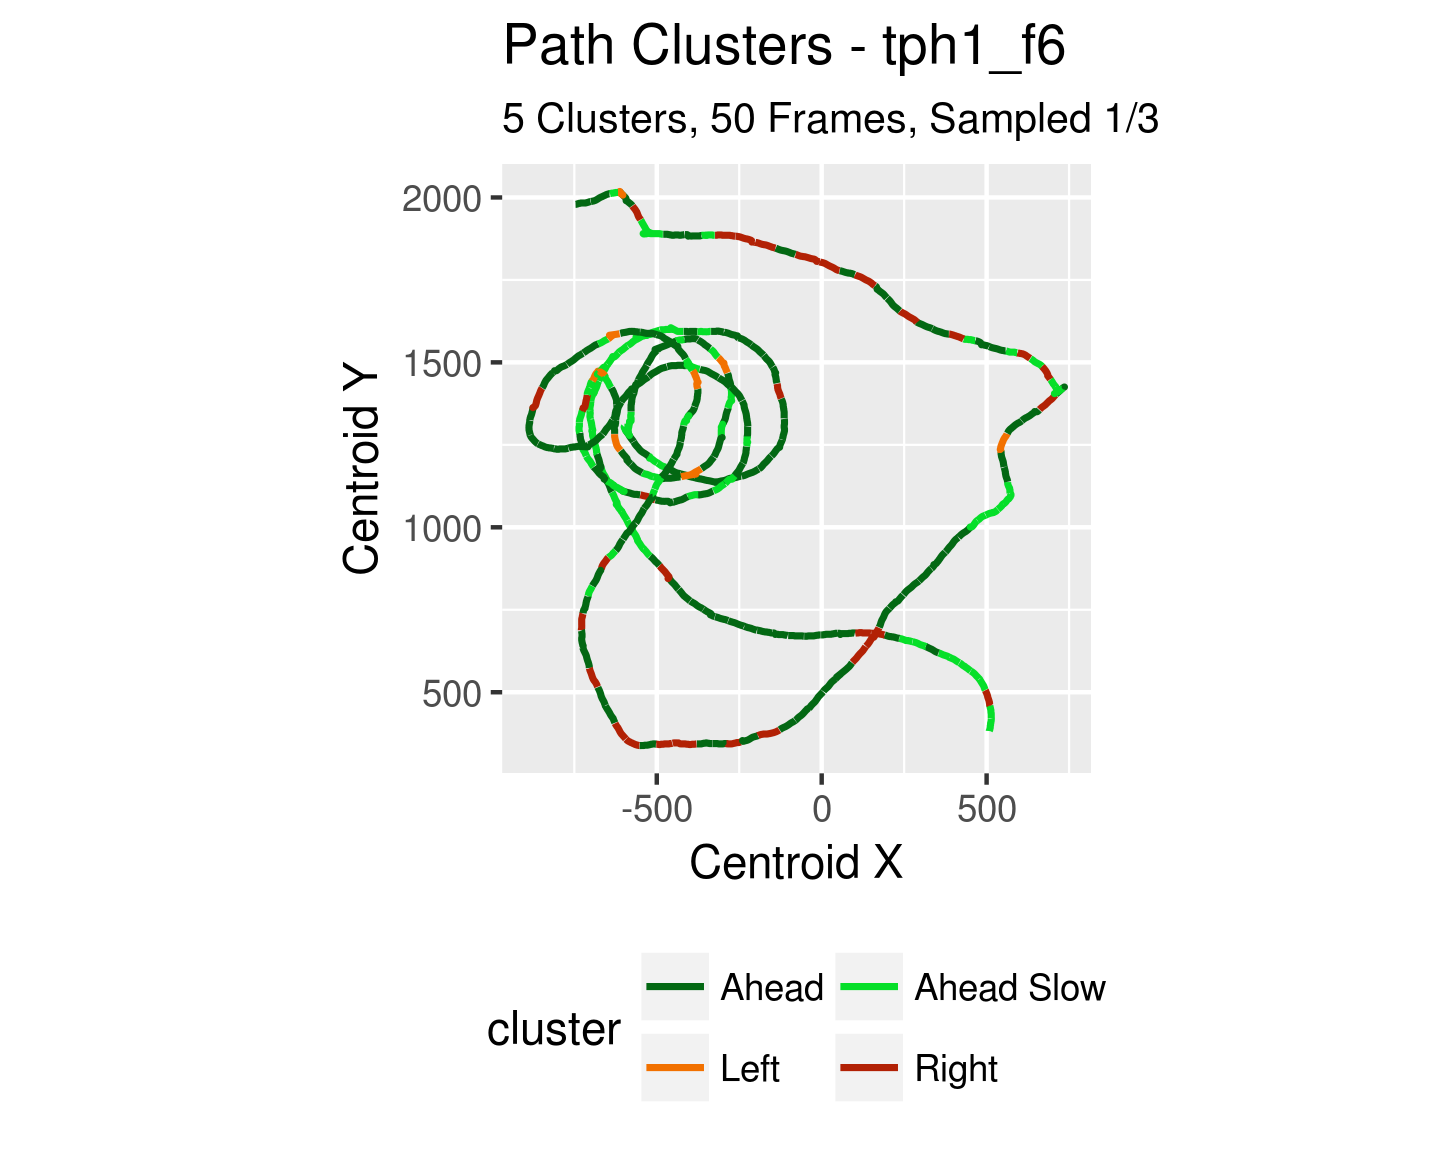 Path Clusters - tph1_f6
5 Clusters, 50 Frames, Sampled 1/3
Centroid Y
2000
1500
1000
500
-500 0 500
Centroid X
cluster
Ahead Ahead Slow
Left Right